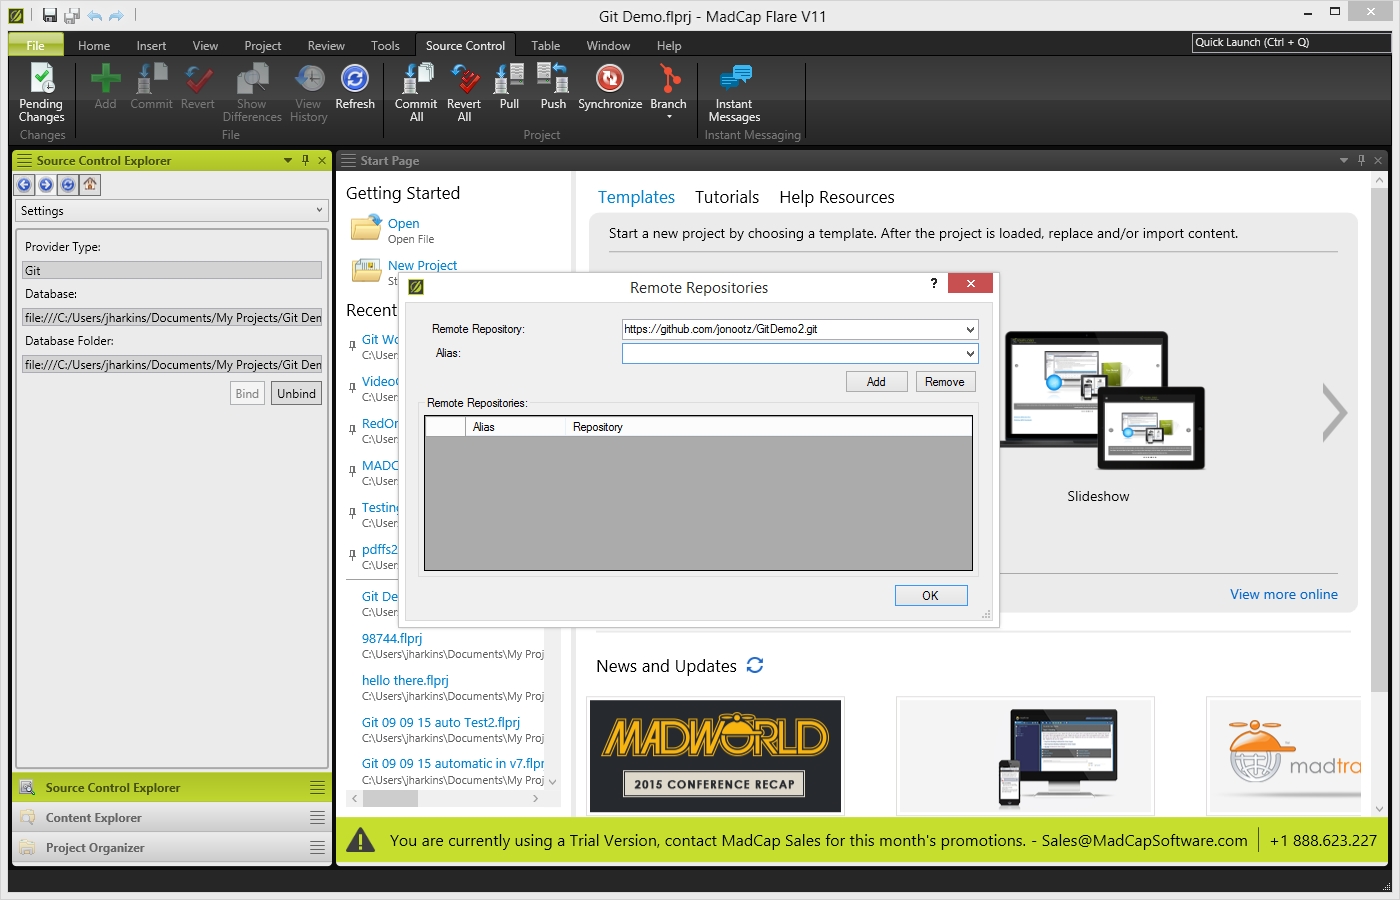 Git Demo.flprj - MadCap Flare V11
File Home Insert View Project Review Tools Source Control Table Window Help
Quick Launch (Ctrl + Q)
Pending Changes
Add
Commit
Revert
Show Differences
View History
Refresh
Commit All
Revert All
Pull
Push
Synchronize
Branch
Instant Messages
Changes
File
Project
Instant Messaging
Source Control Explorer
Settings
Provider Type:
Git
Database:
file:///C:/Users/jharkins/Documents/My Projects/Git Den
Database Folder:
file:///C:/Users/jharkins/Documents/My Projects/Git Den
Bind
Unbind
Source Control Explorer
Content Explorer
Project Organizer
Start Page
Getting Started
Open
Open File
New Project
St
Recent
Git Wo
C:\User
Video
C:\User
RedOn
C:\User
MADC
C:\User
Testing
C:\User
pdffs2
C:\User
Git De
C:\User
98744.flprj
C:\Users\jharkins\Documents\My Proj
hello there.flprj
C:\Users\jharkins\Documents\My Proj
Git 09 09 15 auto Test2.flprj
C:\Users\jharkins\Documents\My Proj
Git 09 09 15 automatic in v7.flpr
C:\Users\jharkins\Documents\My Proj
Templates Tutorials Help Resources
Start a new project by choosing a template. After the project is loaded, replace and/or import content.
Slideshow
View more online
Remote Repositories
?
Remote Repository:
https://github.com/jonootz/GitDemo2.git
Alias:
Add
Remove
Remote Repositories:
Alias
Repository
OK
News and Updates
MADWORLD
2015 CONFERENCE RECAP
madtra
You are currently using a Trial Version, contact MadCap Sales for this month's promotions. - Sales@MadCapSoftware.com
+1 888.623.227